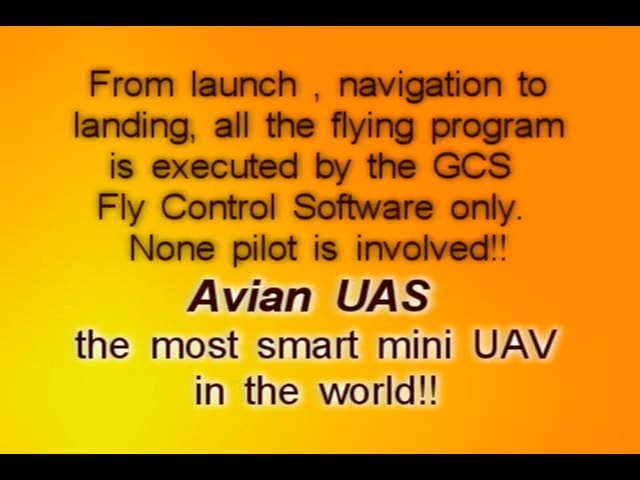 From launch , navigation to
landing, all the flying program
is executed by the GCS
Fly Control Software only.
None pilot is involved!!
Avian UAS
the most smart mini UAV
in the world!!